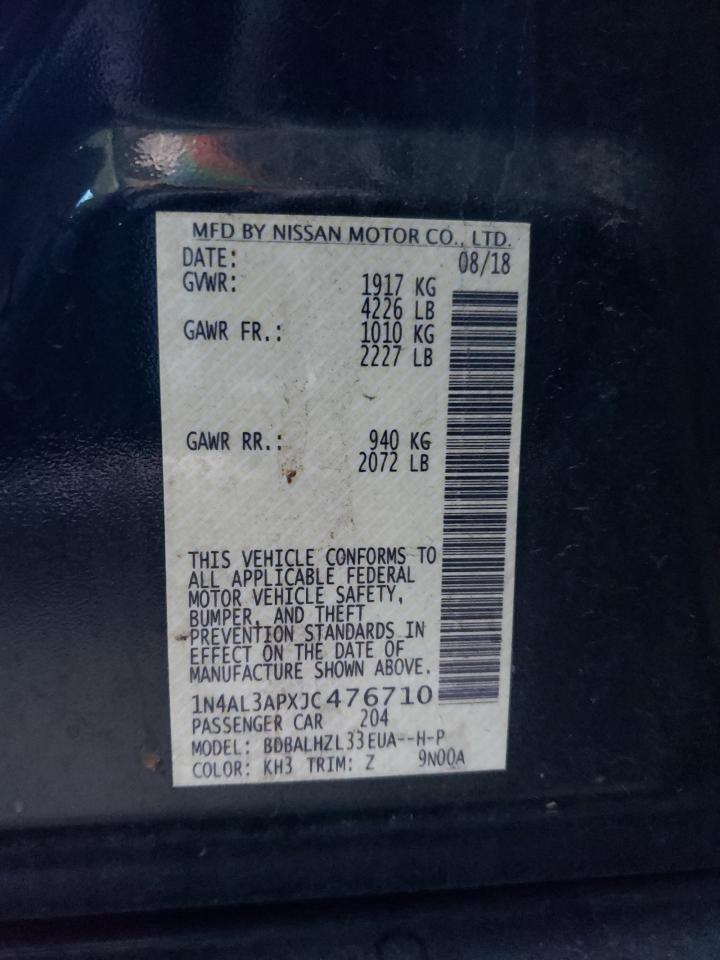 MFD BY NISSAN MOTOR CO., LTD.
DATE: 08/18
GVWR: 1917 KG
4226 LB
GAWR FR.: 1010 KG
2227 LB
GAWR RR.: 940 KG
2072 LB
THIS VEHICLE CONFORMS TO
ALL APPLICABLE FEDERAL
MOTOR VEHICLE SAFETY,
BUMPER, AND THEFT
PREVENTION STANDARDS IN
EFFECT ON THE DATE OF
MANUFACTURE SHOWN ABOVE.
1N4AL3APXJC476710
PASSENGER CAR 204
MODEL: BDBALHZL33EUA--H-P
COLOR: KH3 TRIM: Z 9N00A